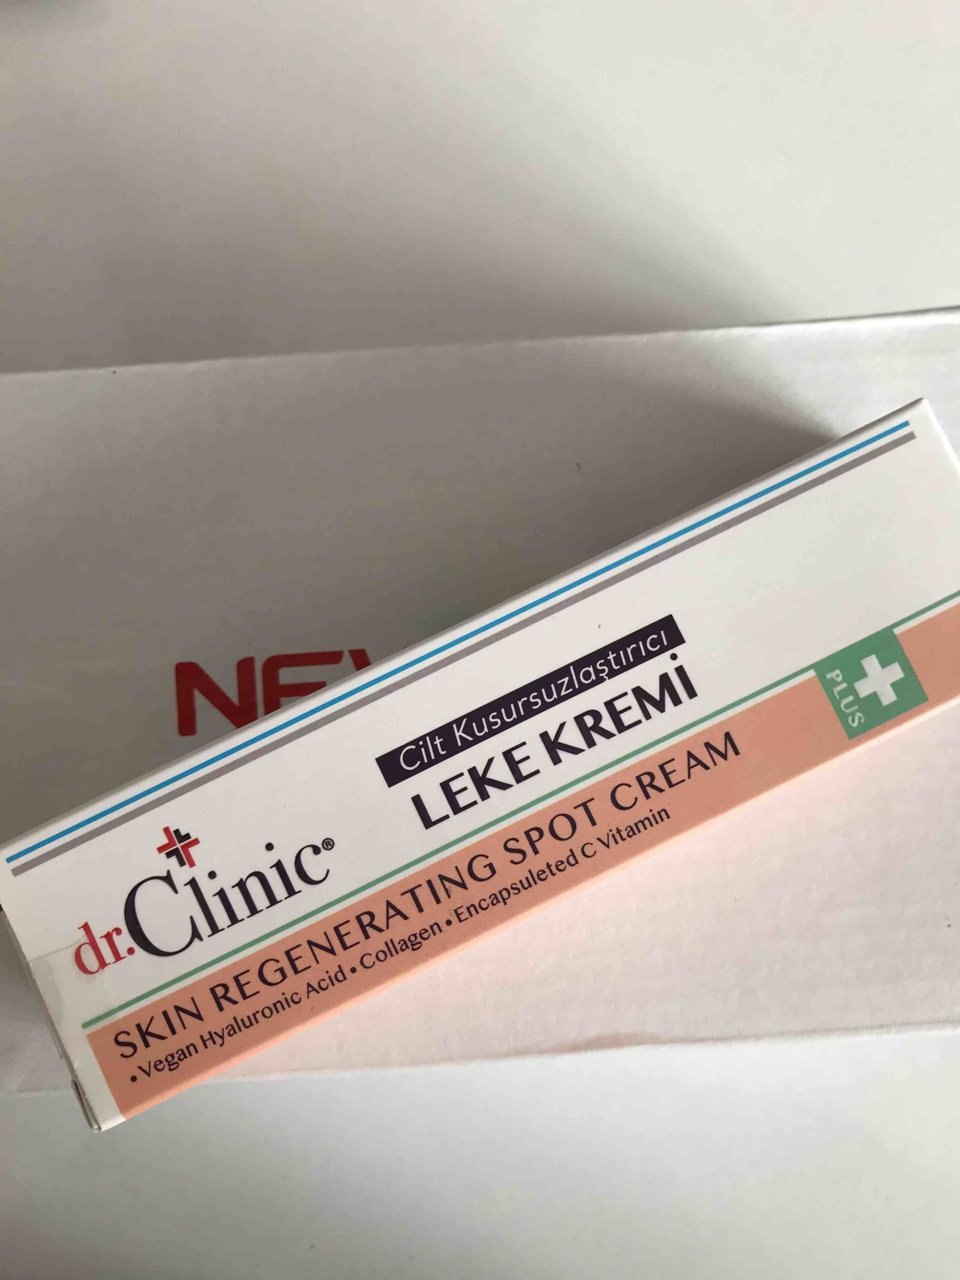 Cilt Kusursuzlaştırıcı
LEKE KREMİ
dr.Clinic®
SKIN REGENERATING SPOT CREAM
•Vegan Hyaluronic Acid •Collagen •Encapsuleted C Vitamin
PLUS